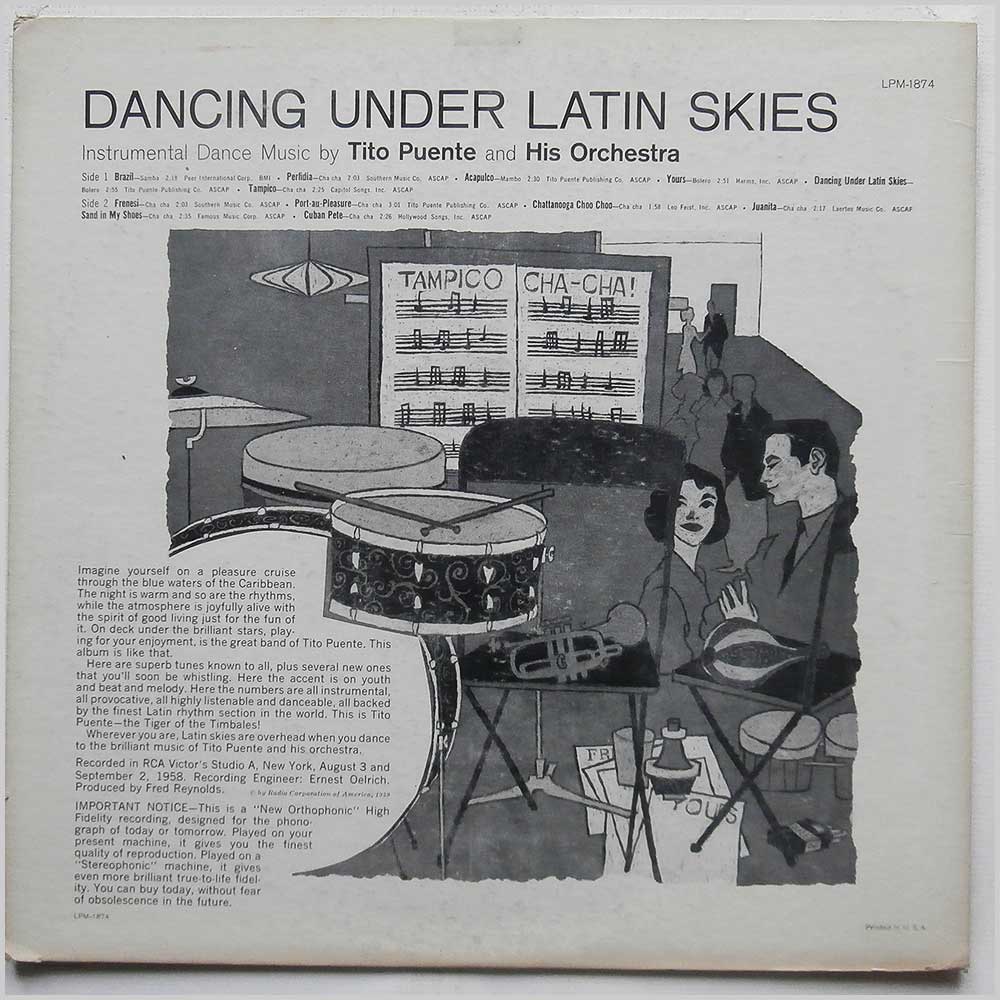 LPM-1874
DANCING UNDER LATIN SKIES
Instrumental Dance Music by Tito Puente and His Orchestra
Side 1 Brazil—Samba 2:11 Peer International Corp. BMI • Perfidia—Cha cha 2:03 Southern Music Co. ASCAP • Acapulco—Mambo 2:30 Tito Puente Publishing Co. ASCAP • Yours—Bolero 2:51 Harms, Inc. ASCAP • Dancing Under Latin Skies—
Bolero 2:55 Tito Puente Publishing Co. ASCAP • Tampico—Cha cha 2:25 Capitol Songs, Inc. ASCAP
Side 2 Frenesi—Cha cha 2:03 Southern Music Co. ASCAP • Port-au-Pleasure—Cha cha 3:01 Tito Puente Publishing Co. ASCAP • Chattanooga Choo Choo—Cha cha 1:58 Leo Feist, Inc. ASCAP • Juanita—Cha cha 2:17 Laertes Music Co. ASCAP
Sand in My Shoes—Cha cha 2:35 Famous Music Corp. ASCAP • Cuban Pete—Cha cha 2:26 Hollywood Songs, Inc. ASCAP
TAMPICO CHA-CHA!
Imagine yourself on a pleasure cruise
through the blue waters of the Caribbean.
The night is warm and so are the rhythms,
while the atmosphere is joyfully alive with
the spirit of good living just for the fun of
it. On deck under the brilliant stars, play-
ing for your enjoyment, is the great band of Tito Puente. This
album is like that.
Here are superb tunes known to all, plus several new ones
that you'll soon be whistling. Here the accent is on youth
and beat and melody. Here the numbers are all instrumental,
all provocative, all highly listenable and danceable, all backed
by the finest Latin rhythm section in the world. This is Tito
Puente—the Tiger of the Timbales!
Wherever you are, Latin skies are overhead when you dance
to the brilliant music of Tito Puente and his orchestra.
Recorded in RCA Victor's Studio A, New York, August 3 and
September 2, 1958. Recording Engineer: Ernest Oelrich.
Produced by Fred Reynolds.
© by Radio Corporation of America, 1959
FR
YOURS
IMPORTANT NOTICE—This is a "New Orthophonic" High
Fidelity recording, designed for the phono-
graph of today or tomorrow. Played on your
present machine, it gives you the finest
quality of reproduction. Played on a
"Stereophonic" machine, it gives
even more brilliant true-to-life fidel-
ity. You can buy today, without fear
of obsolescence in the future.
LPM-1874
Printed in U. S. A.